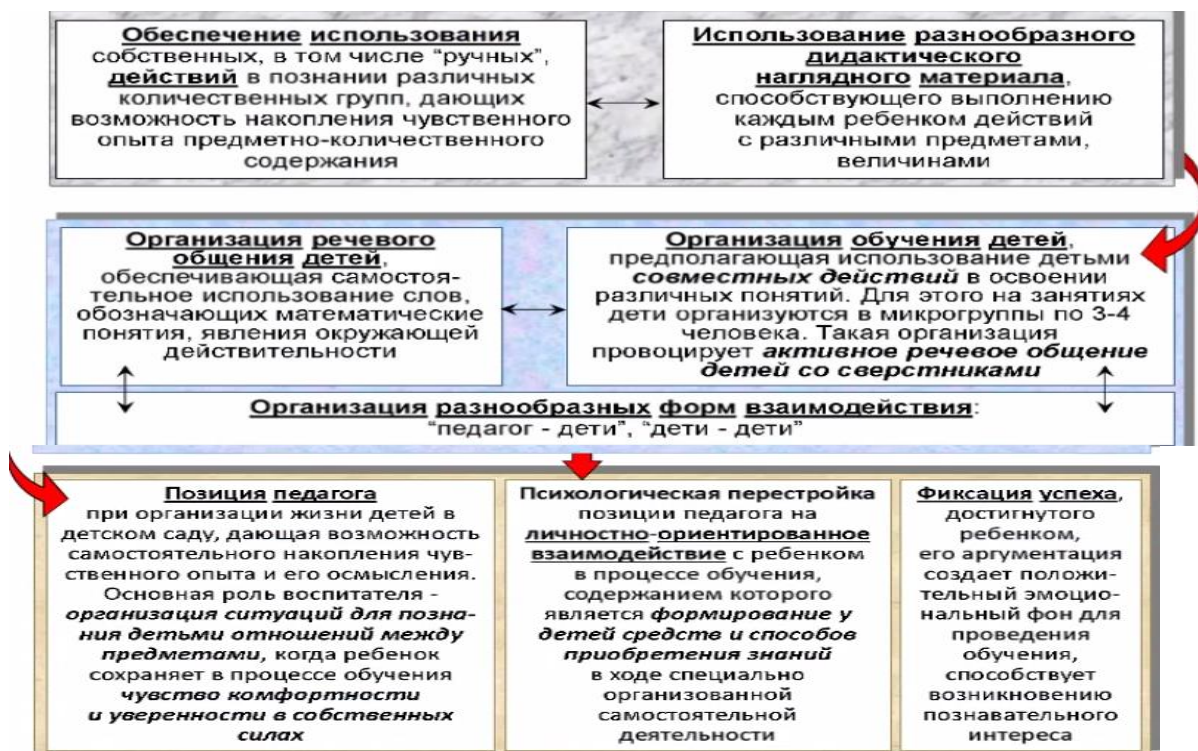 Обеспечение использования
собственных, в том числе “ручных”,
действий в познании различных
количественных групп, дающих
возможность накопления чувственного
опыта предметно-количественного
содержания
Использование разнообразного
дидактического
наглядного материала,
способствующего выполнению
каждым ребенком действий
с различными предметами,
величинами
Организация речевого
общения детей,
обеспечивающая самостоя-
тельное использование слов,
обозначающих математические
понятия, явления окружающей
действительности
Организация обучения детей,
предполагающая использование детьми
совместных действий в освоении
различных понятий. Для этого на занятиях
дети организуются в микрогруппы по 3-4
человека. Такая организация
провоцирует активное речевое общение
детей со сверстниками
Организация разнообразных форм взаимодействия:
“педагог - дети”, “дети - дети”
Позиция педагога
при организации жизни детей в
детском саду, дающая возможность
самостоятельного накопления чув-
ственного опыта и его осмысления.
Основная роль воспитателя -
организация ситуаций для позна-
ния детьми отношений между
предметами, когда ребенок
сохраняет в процессе обучения
чувство комфортности
и уверенности в собственных
силах
Психологическая перестройка
позиции педагога на
личностно-ориентированное
взаимодействие с ребенком
в процессе обучения,
содержанием которого
является формирование у
детей средств и способов
приобретения знаний
в ходе специально
организованной
самостоятельной
деятельности
Фиксация успеха,
достигнутого
ребенком,
его аргументация
создает положи-
тельный эмоцио-
нальный фон для
проведения
обучения,
способствует
возникновению
познавательного
интереса